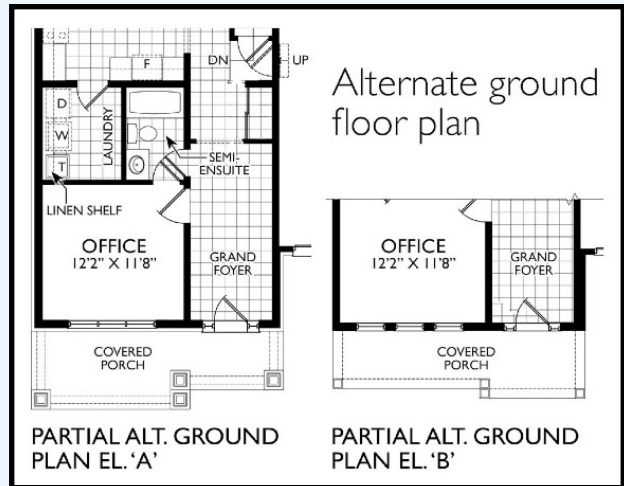 F
DN
UP
Alternate ground
floor plan
D
W
T
LAUNDRY
SEMI-
ENSUITE
LINEN SHELF
OFFICE
12'2" X 11'8"
GRAND
FOYER
COVERED
PORCH
PARTIAL ALT. GROUND
PLAN EL. 'A'
OFFICE
12'2" X 11'8"
GRAND
FOYER
COVERED
PORCH
PARTIAL ALT. GROUND
PLAN EL. 'B'